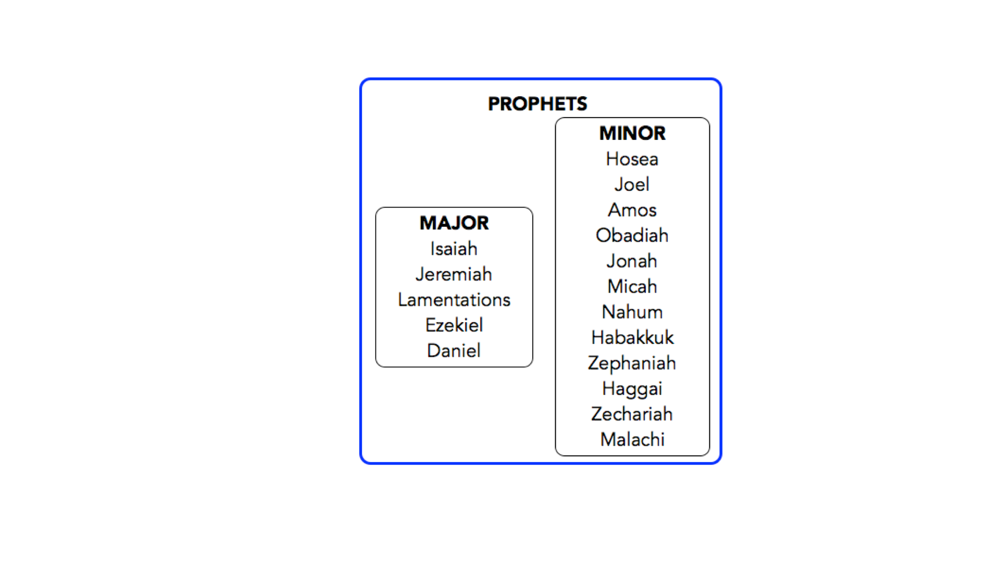 PROPHETS
MAJOR
Isaiah
Jeremiah
Lamentations
Ezekiel
Daniel
MINOR
Hosea
Joel
Amos
Obadiah
Jonah
Micah
Nahum
Habakkuk
Zephaniah
Haggai
Zechariah
Malachi